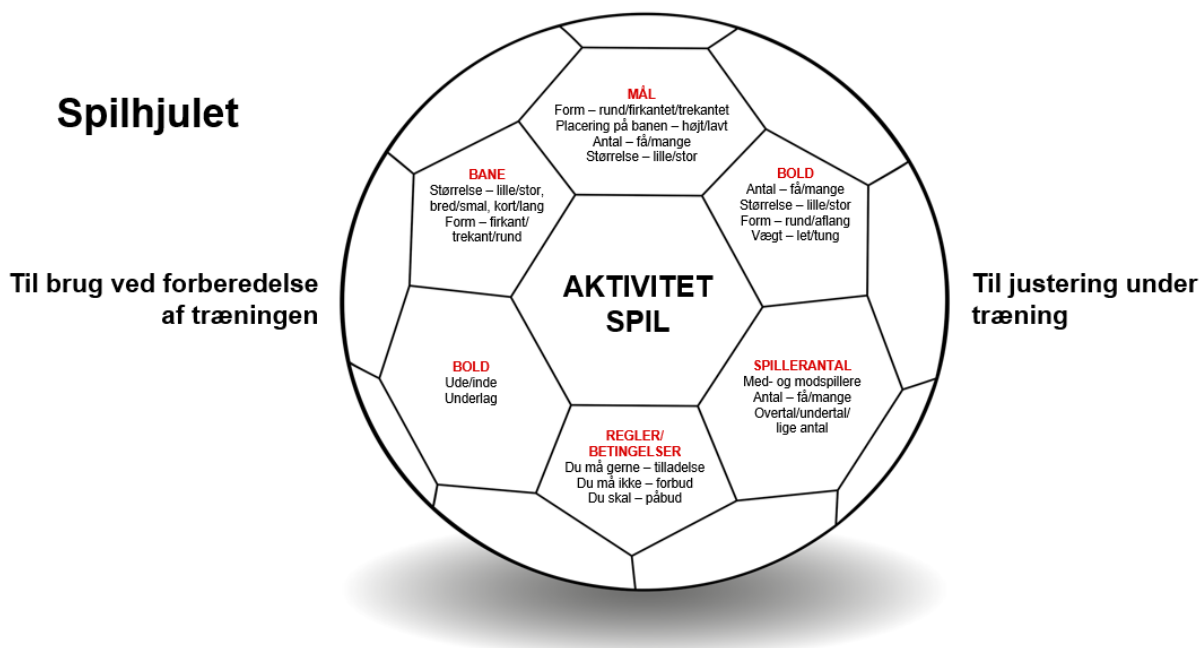 Spilhjulet
MÅL
Form – rund/firkantet/trekantet
Placering på banen – højt/lavt
Antal – få/mange
Størrelse – lille/stor
BANE
Størrelse – lille/stor,
bred/smal, kort/lang
Form – firkant/
trekant/rund
BOLD
Antal – få/mange
Størrelse – lille/stor
Form – rund/aflang
Vægt – let/tung
Til brug ved forberedelse
af træningen
AKTIVITET
SPIL
Til justering under
træning
BOLD
Ude/inde
Underlag
SPILLERANTAL
Med- og modspillere
Antal – få/mange
Overtal/undertal/
lige antal
REGLER/
BETINGELSER
Du må gerne – tilladelse
Du må ikke – forbud
Du skal – påbud